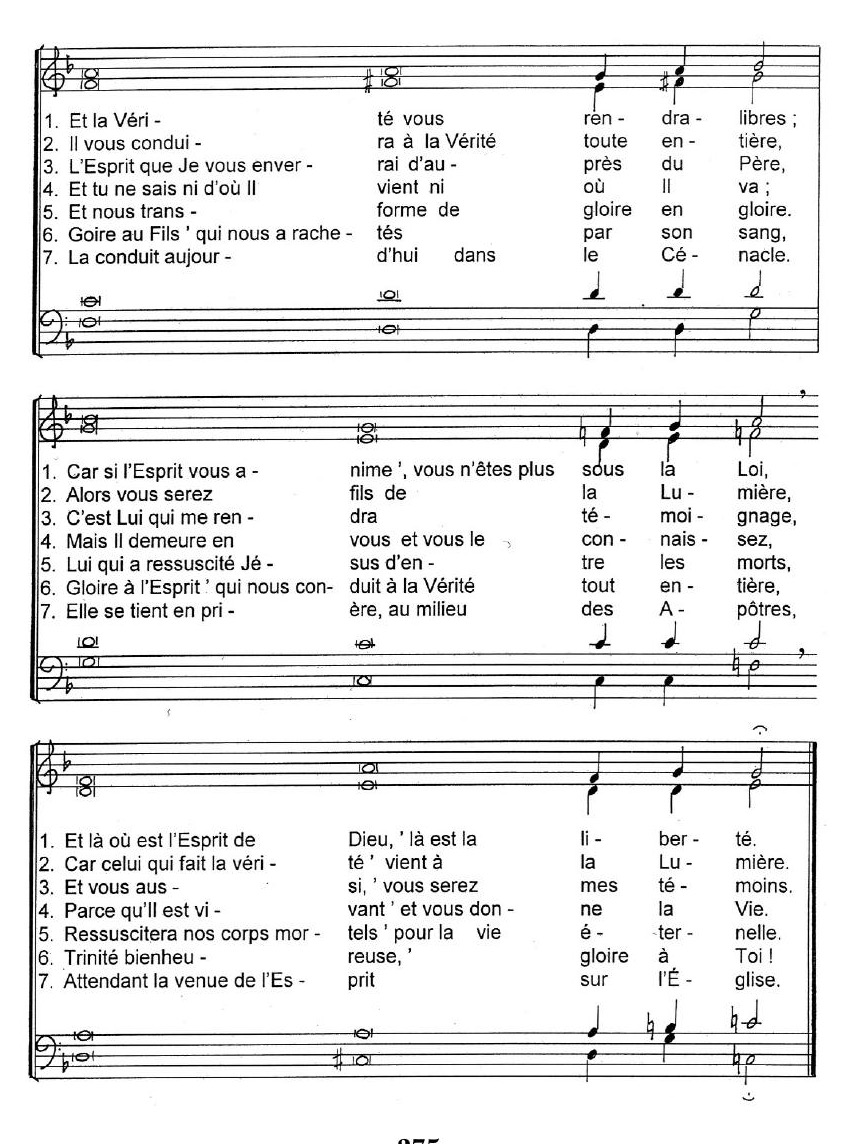 1. Et la Véri - té vous ren - dra - libres ;
2. Il vous condui - ra à la Vérité toute en - tière,
3. L'Esprit que Je vous enver - rai d'au - près du Père,
4. Et tu ne sais ni d'où Il vient ni où Il va ;
5. Et nous trans - forme de gloire en gloire.
6. Goire au Fils ' qui nous a rache - tés par son sang,
7. La conduit aujour - d'hui dans le Cé - nacle.
1. Car si l'Esprit vous a - nime ', vous n'êtes plus sous la Loi,
2. Alors vous serez fils de la Lu - mière,
3. C'est Lui qui me ren - dra té - moi - gnage,
4. Mais Il demeure en vous et vous le con - nais - sez,
5. Lui qui a ressuscité Jé - sus d'en - tre les morts,
6. Gloire à l'Esprit ' qui nous con- duit à la Vérité tout en - tière,
7. Elle se tient en pri - ère, au milieu des A - pôtres,
1. Et là où est l'Esprit de Dieu, ' là est la li - ber - té.
2. Car celui qui fait la véri - té ' vient à la Lu - mière.
3. Et vous aus - si, ' vous serez mes té - moins.
4. Parce qu'Il est vi - vant ' et vous don - ne la Vie.
5. Ressuscitera nos corps mor - tels ' pour la vie é - ter - nelle.
6. Trinité bienheu - reuse, ' gloire à Toi !
7. Attendant la venue de l'Es - prit sur l'É - glise.